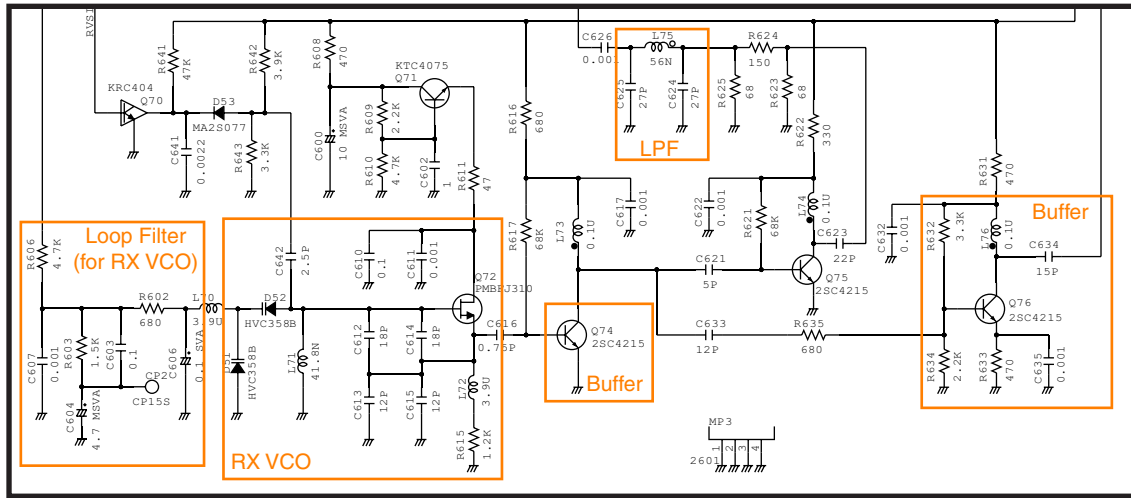 RVSI
R641
47K
R642
3.9K
R608
470
KTC4075
Q71
C626
0.001
L75
56N
R624
150
KRC404
Q70
D53
MA2S077
C641
0.0022
R643
3.3K
C600
10 MSVA
R609
2.2K
R610
4.7K
C602
1
R611
47
R616
680
C625
27P
C624
27P
LPF
R625
68
R623
68
R622
330
R631
470
R606
4.7K
Loop Filter
(for RX VCO)
C642
2.5P
C610
0.1
C611
0.001
R617
68K
L73
0.1U
C617
0.001
C622
0.001
R621
68K
L74
0.1U
C623
22P
C632
0.001
R632
3.3K
Buffer
L76
0.1U
C634
15P
R602
680
L70
3.9U
D52
HVC358B
Q72
PMBFJ310
C621
5P
Q75
2SC4215
Q76
2SC4215
C607
0.001
R603
1.5K
C603
0.1
C606
0.1 SVA
D51
HVC358B
L71
41.8N
C612
18P
C614
18P
C616
0.75P
Q74
2SC4215
C633
12P
R635
680
R634
2.2K
R633
470
C635
0.001
CP2
CP15S
C604
4.7 MSVA
C613
12P
C615
12P
L72
3.9U
Buffer
R615
1.2K
RX VCO
MP3
1
2
3
4
2601